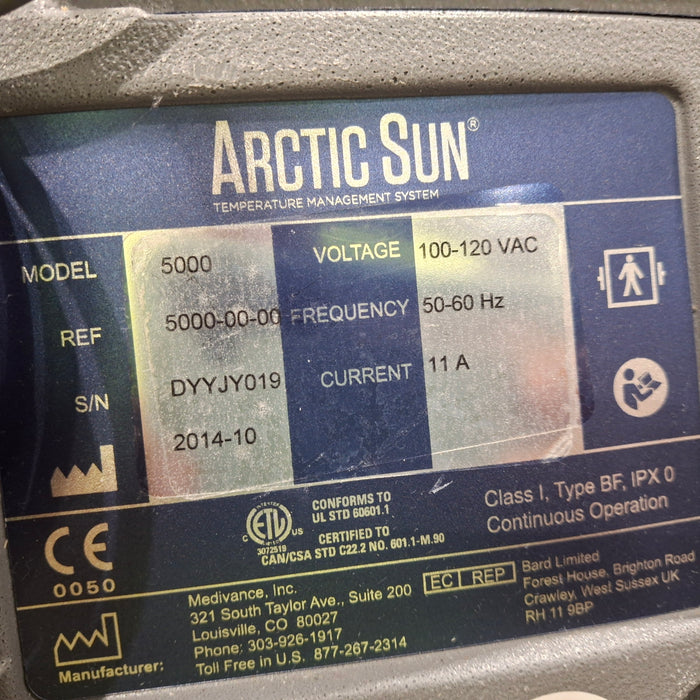 ARCTIC SUN®
TEMPERATURE MANAGEMENT SYSTEM
MODEL 5000 VOLTAGE 100-120 VAC
REF 5000-00-00 FREQUENCY 50-60 Hz
S/N DYYJY019 CURRENT 11 A
2014-10
CE
0050
INTERTEK
C ETL US
3072519
CONFORMS TO
UL STD 60601.1
CERTIFIED TO
CAN/CSA STD C22.2 NO. 601.1-M.90
Class I, Type BF, IPX 0
Continuous Operation
Manufacturer:
Medivance, Inc.
321 South Taylor Ave., Suite 200
Louisville, CO 80027
Phone: 303-926-1917
Toll Free in U.S. 877-267-2314
EC REP
Bard Limited
Forest House, Brighton Road
Crawley, West Sussex UK
RH 11 9BP